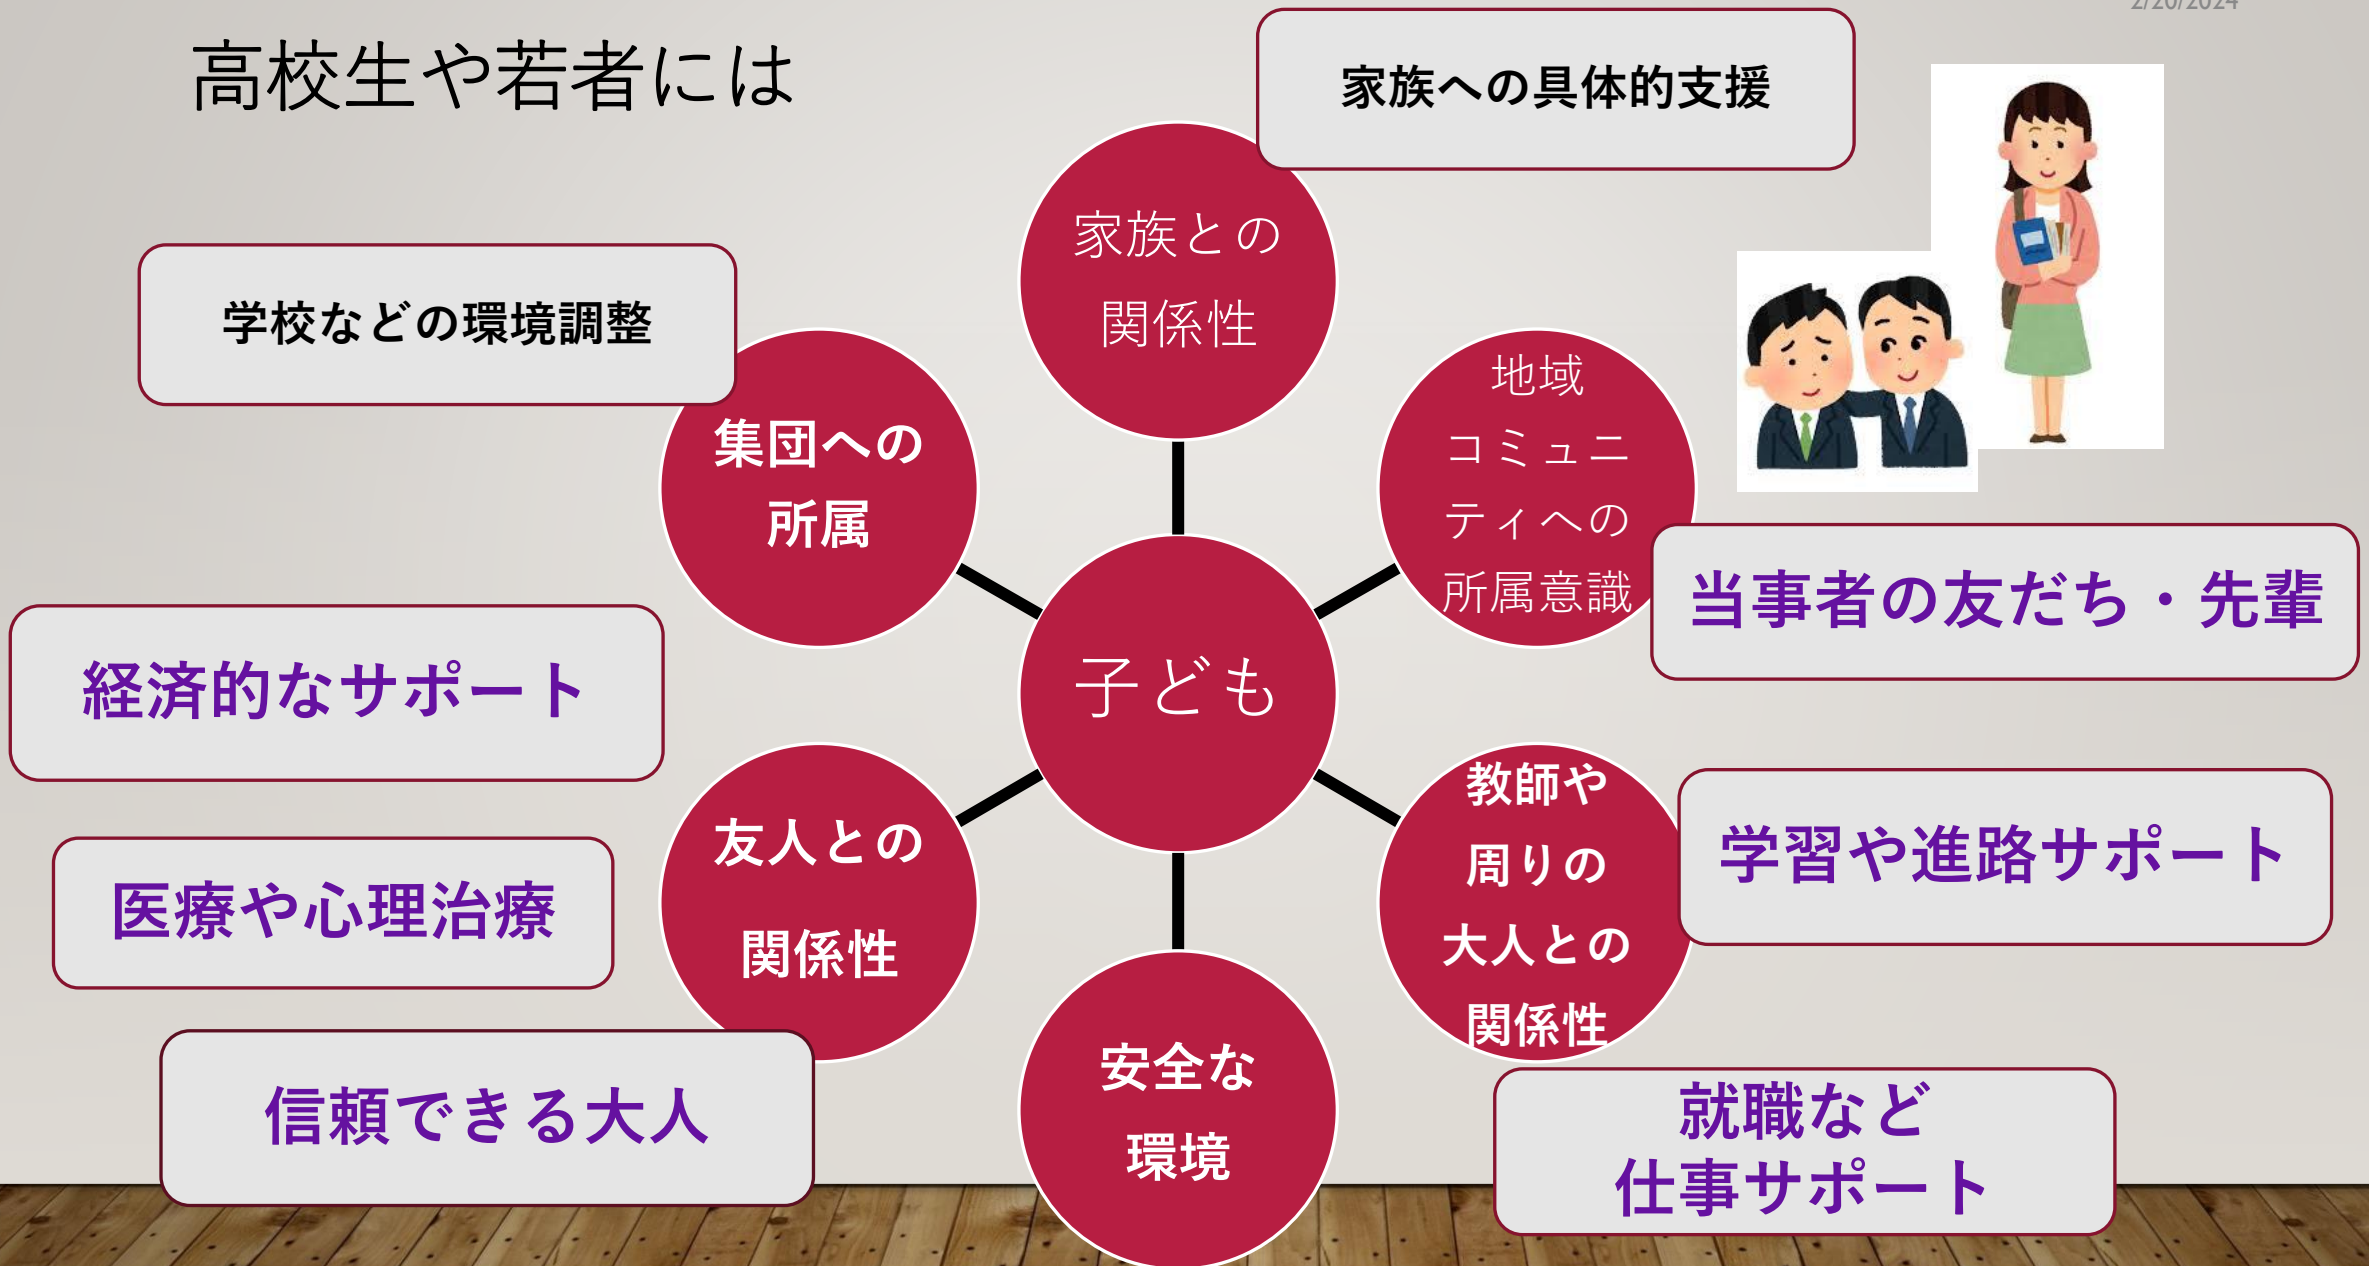 2/20/2024
高校生や若者には
家族への具体的支援
家族との
関係性
学校などの環境調整
集団への
所属
地域
コミュニ
ティへの
所属意識
当事者の友だち・先輩
子ども
経済的なサポート
友人との
関係性
教師や
周りの
大人との
関係性
学習や進路サポート
医療や心理治療
安全な
環境
信頼できる大人
就職など
仕事サポート